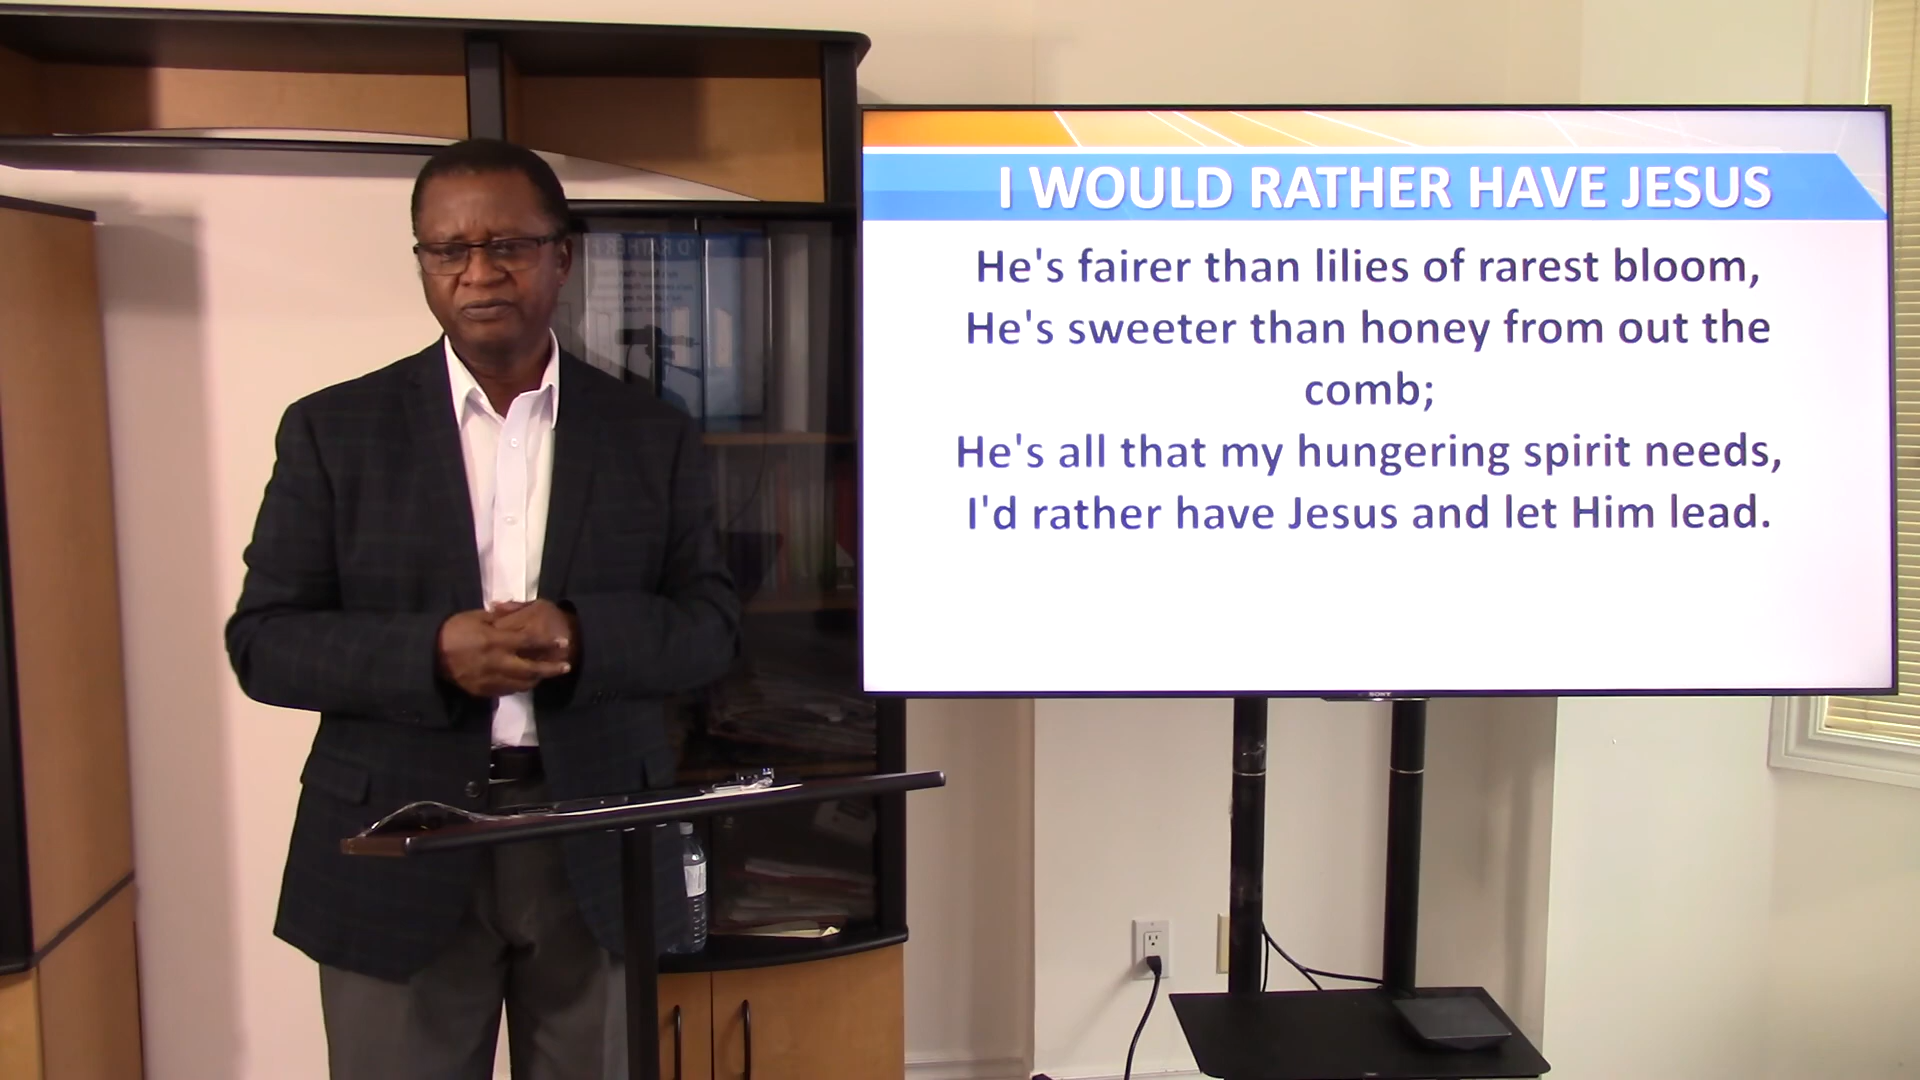 I WOULD RATHER HAVE JESUS
He's fairer than lilies of rarest bloom,
He's sweeter than honey from out the
comb;
He's all that my hungering spirit needs,
I'd rather have Jesus and let Him lead.
SONY